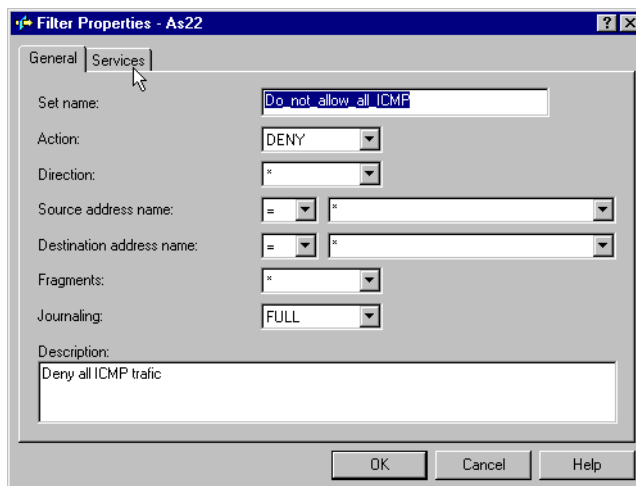 Filter Properties - As22
General Services
Set name: Do_not_allow_all_ICMP
Action: DENY
Direction: *
Source address name: = *
Destination address name: = *
Fragments: *
Journaling: FULL
Description:
Deny all ICMP trafic
OK Cancel Help